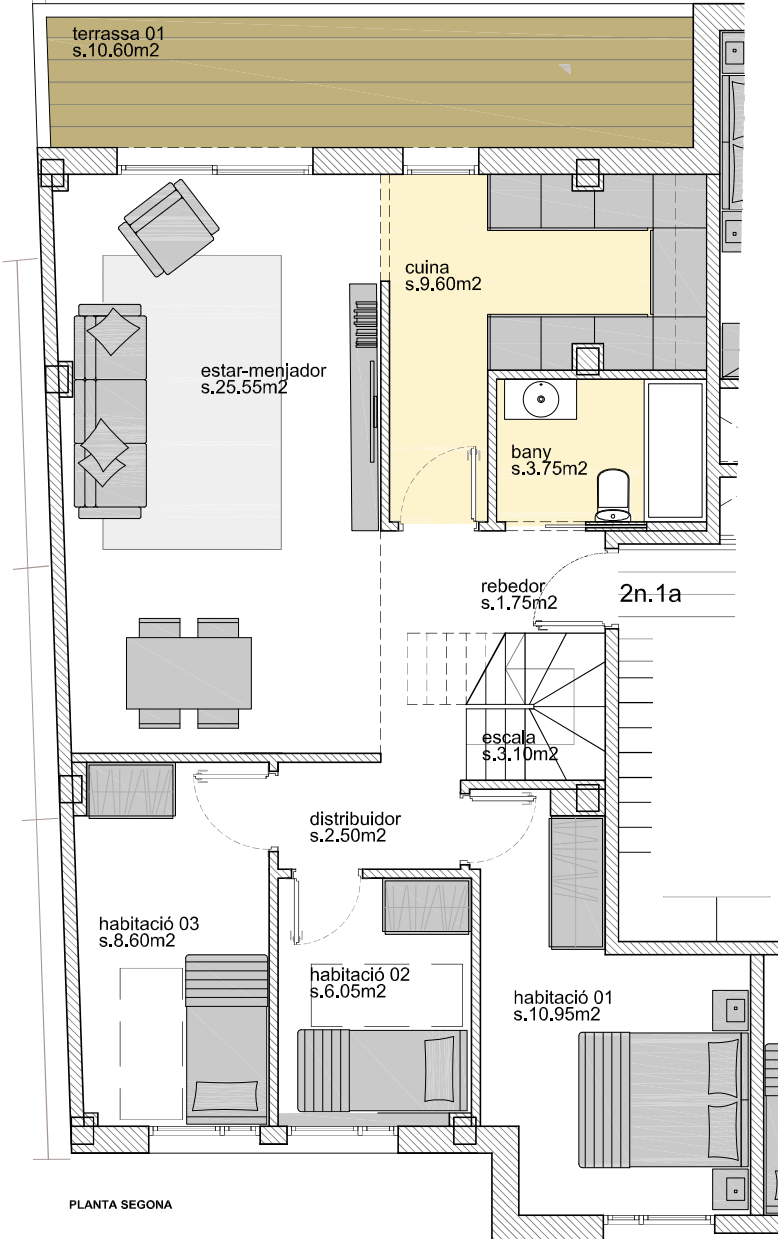 terrassa 01
s.10.60m2
cuina
s.9.60m2
estar-menjador
s.25.55m2
bany
s.3.75m2
rebedor
s.1.75m2
2n.1a
escala
s.3.10m2
distribuidor
s.2.50m2
habitació 03
s.8.60m2
habitació 02
s.6.05m2
habitació 01
s.10.95m2
PLANTA SEGONA